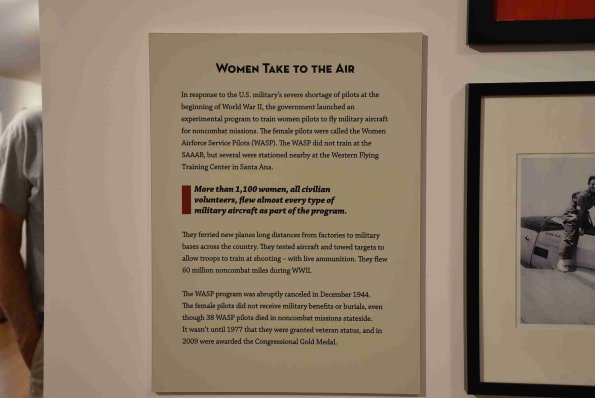 WOMEN TAKE TO THE AIR
In response to the U.S. military's severe shortage of pilots at the
beginning of World War II, the government launched an
experimental program to train women pilots to fly military aircraft
for noncombat missions. The female pilots were called the Women
Airforce Service Pilots (WASP). The WASP did not train at the
SAAAB, but several were stationed nearby at the Western Flying
Training Center in Santa Ana.
More than 1,100 women, all civilian
volunteers, flew almost every type of
military aircraft as part of the program.
They ferried new planes long distances from factories to military
bases across the country. They tested aircraft and towed targets to
allow troops to train at shooting – with live ammunition. They flew
60 million noncombat miles during WWII.
The WASP program was abruptly canceled in December 1944.
The female pilots did not receive military benefits or burials, even
though 38 WASP pilots died in noncombat missions stateside.
It wasn't until 1977 that they were granted veteran status, and in
2009 were awarded the Congressional Gold Medal.